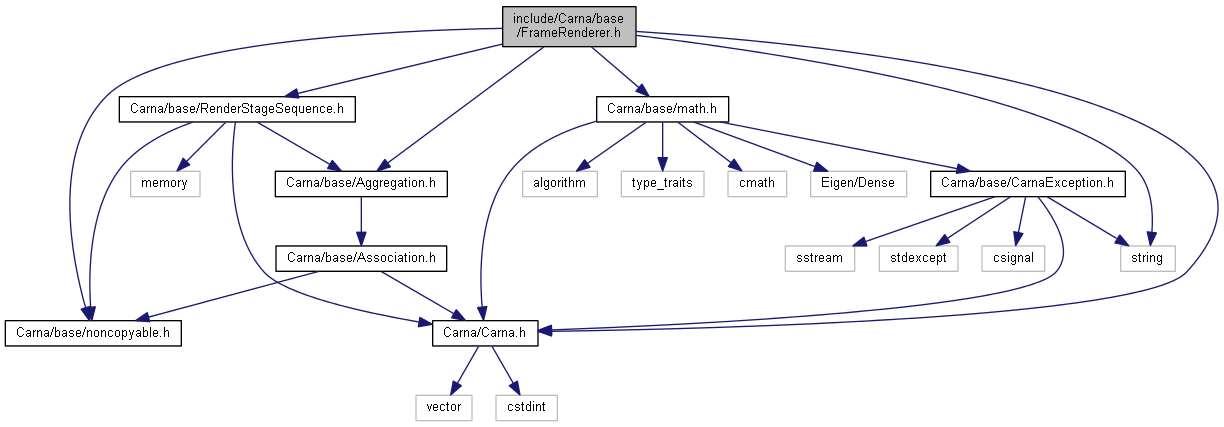 include/Carna/base
/FrameRenderer.h
Carna/base/RenderStageSequence.h
Carna/base/math.h
memory
Carna/base/Aggregation.h
algorithm
type_traits
cmath
Eigen/Dense
Carna/base/CarnaException.h
Carna/base/Association.h
sstream
stdexcept
csignal
string
Carna/base/noncopyable.h
Carna/Carna.h
vector
cstdint